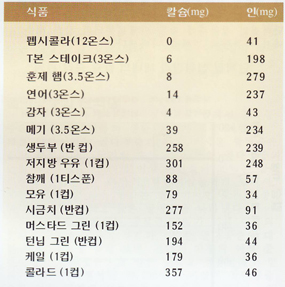 식품 칼슘(mg) 인(mg)
펩시콜라(12온스) 0 41
T본 스테이크(3온스) 6 198
훈제 햄(3.5온스) 8 279
연어(3온스) 14 237
감자 (3온스) 4 43
메기 (3.5온스) 39 234
생두부 (반 컵) 258 239
저지방 우유 (1컵) 301 248
참깨 (1티스푼) 88 57
모유 (1컵) 79 34
시금치 (반컵) 277 91
머스타드 그린 (1컵) 152 36
턴닙 그린 (반컵) 194 44
케일 (1컵) 179 36
콜라드 (1컵) 357 46